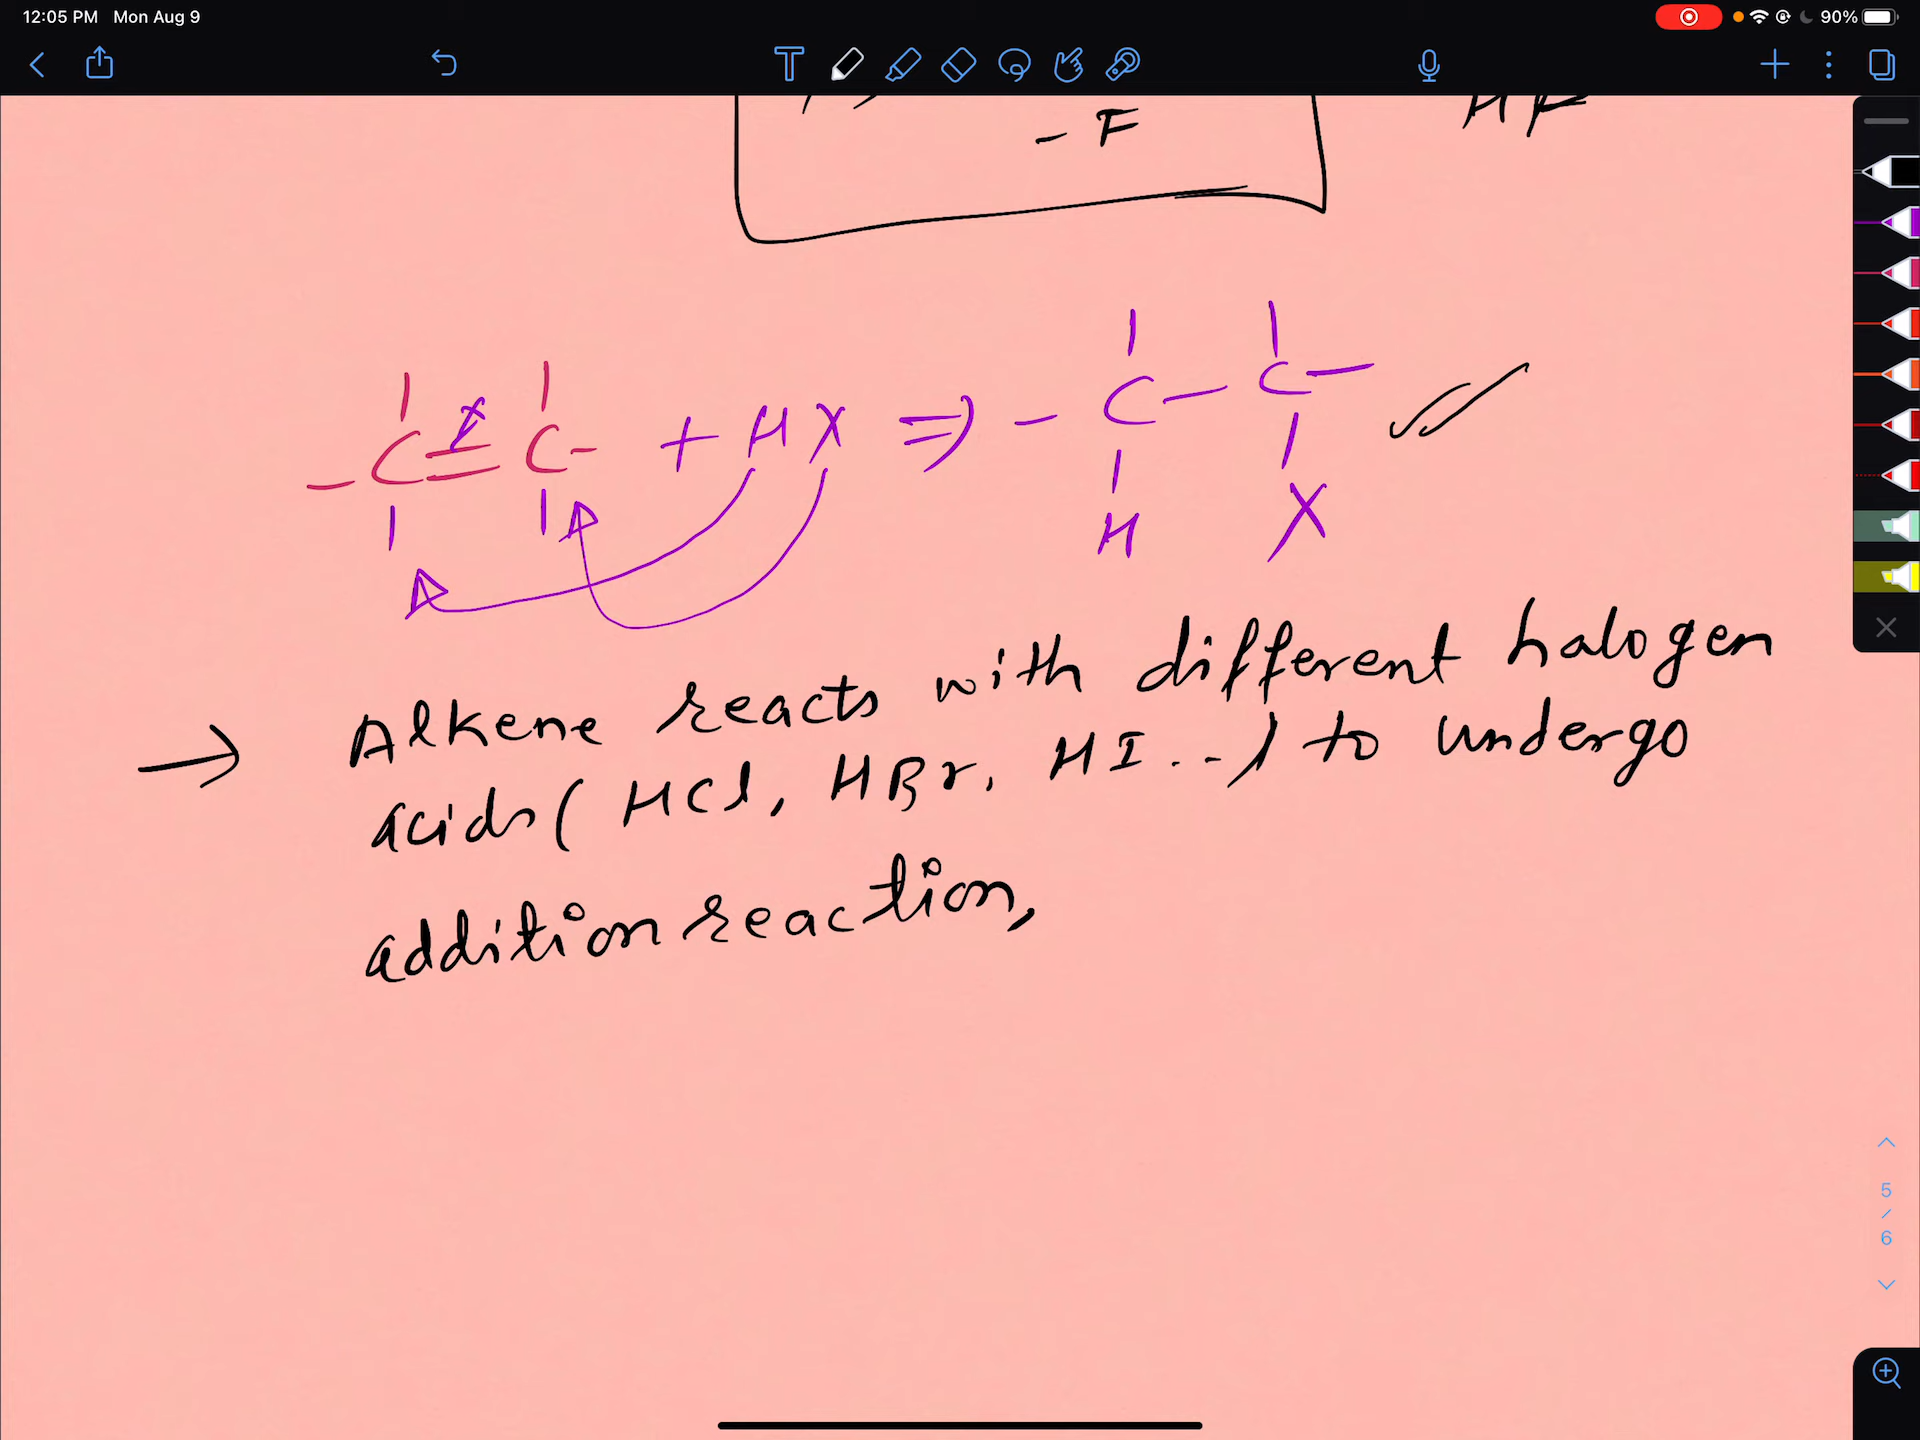 12:05 PM Mon Aug 9
90%
T
- F
HF
- C = C - + HX ⇒ - C - C -
H X
→ Alkene reacts with different halogen
acids (HCl, HBr, HI...) to undergo
addition reaction,
5
/
6